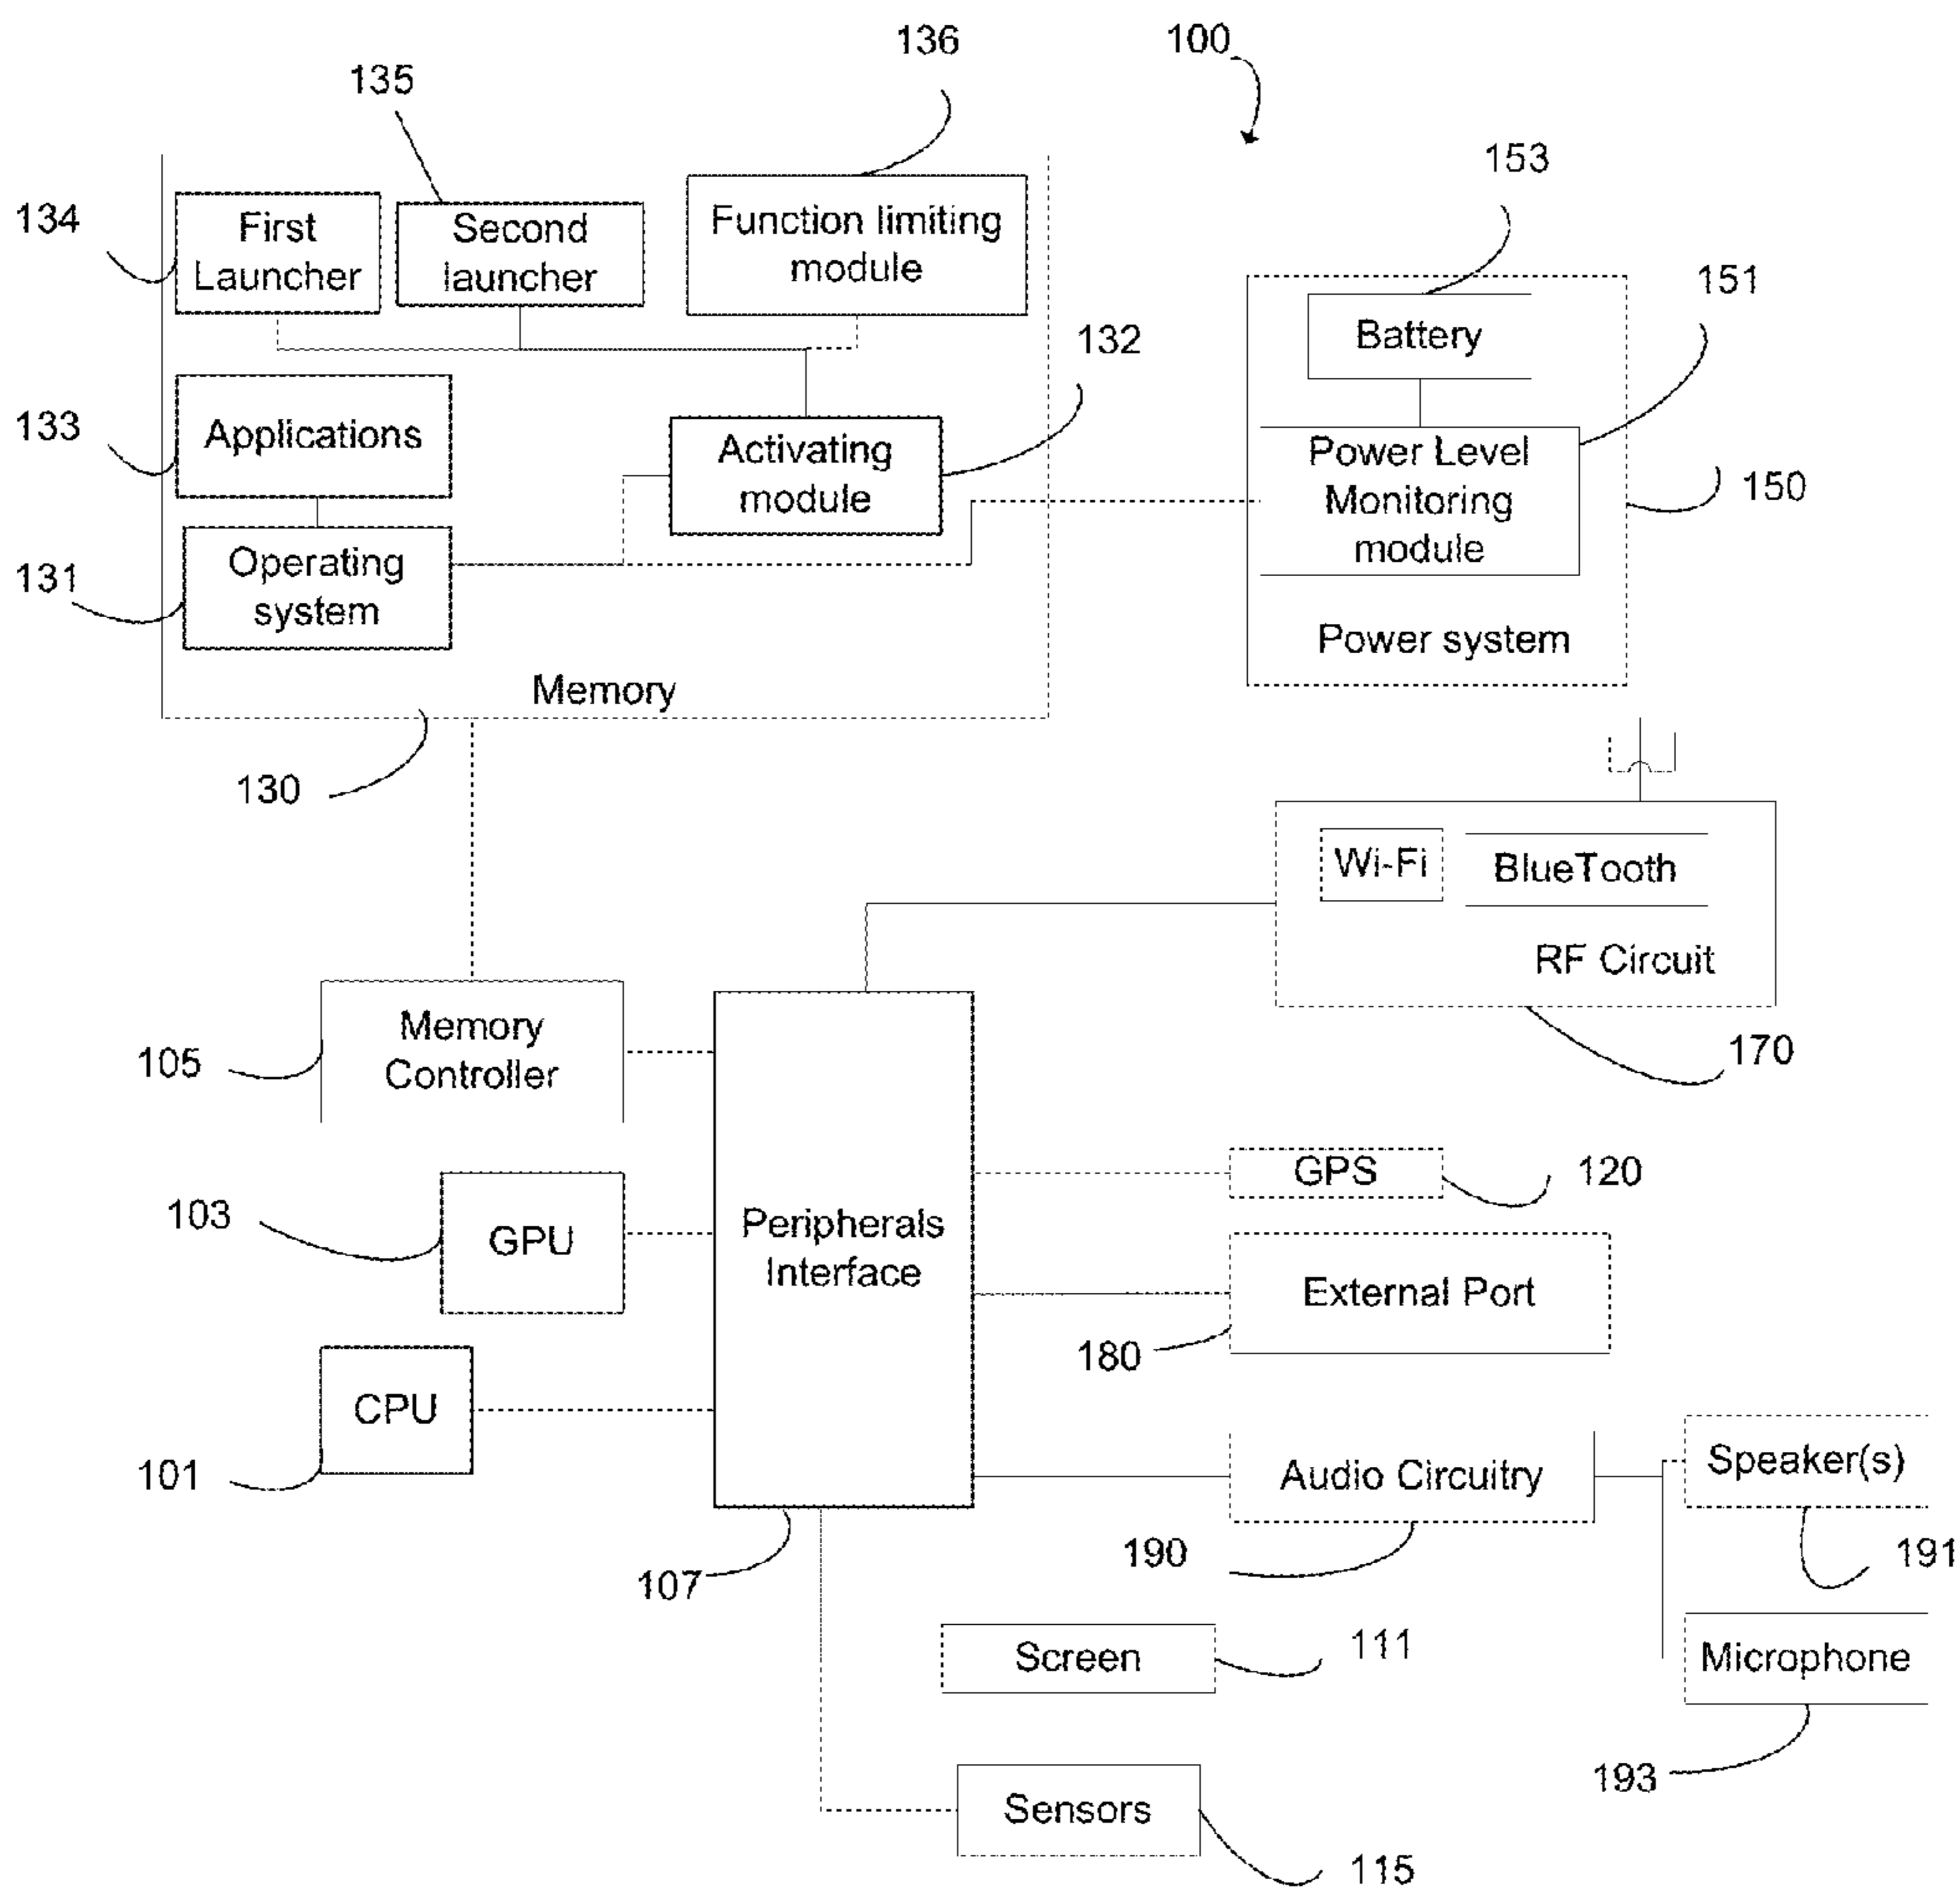 136
100
135
153
134
First
Launcher
Second
launcher
Function limiting
module
151
132
Battery
133
Applications
Activating
module
Power Level
Monitoring
module
150
131
Operating
system
Power system
Memory
130
Wi-Fi
BlueTooth
RF Circuit
170
105
Memory
Controller
GPS
120
103
GPU
Peripherals
Interface
External Port
180
CPU
101
Audio Circuitry
Speaker(s)
190
191
107
Screen
111
Microphone
193
Sensors
115